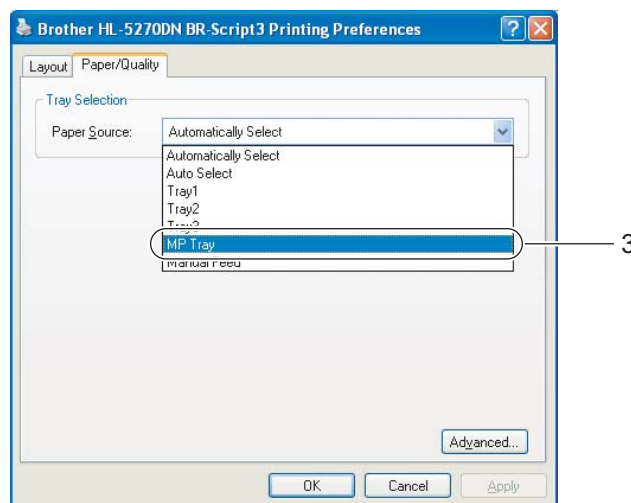 Brother HL-5270DN BR-Script3 Printing Preferences
Layout Paper/Quality
Tray Selection
Paper Source: Automatically Select
Automatically Select
Auto Select
Tray1
Tray2
MP Tray
3
Manual Feed
Advanced...
OK Cancel Apply